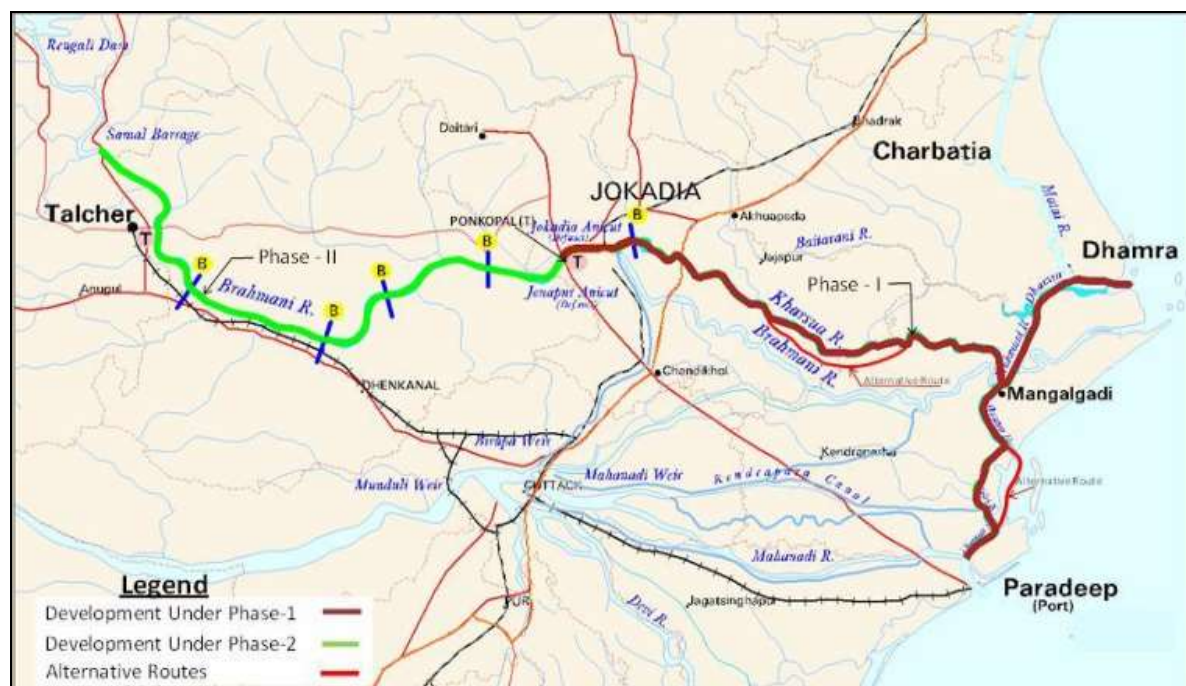 Rengali Dam
Samal Barrage
Daitari
Bhadrak
Charbatia
JOKADIA
Talcher
T
PONKOPAL(T)
Jokadia Anicut
B
Akhuapada
Matai R.
Baitarani R.
Jajapur
Dhamra
B
Phase - II
B
B
T
Anugul
Brahmani R.
B
Jenapur Anicut
Phase - I
Dhamra
Kharsua R.
Brahmani R.
Alternative Route
Chandikhol
Mangalgadi
DHENKANAL
Birupa Weir
Kendrapara
Munduli Weir
Mahanadi Weir
Kendrapara Canal
CUTTACK
Alternative Route
Mahanadi R.
Paradeep
(Port)
Jagatsinghapur
Devi R.
PURI
Legend
Development Under Phase-1
Development Under Phase-2
Alternative Routes